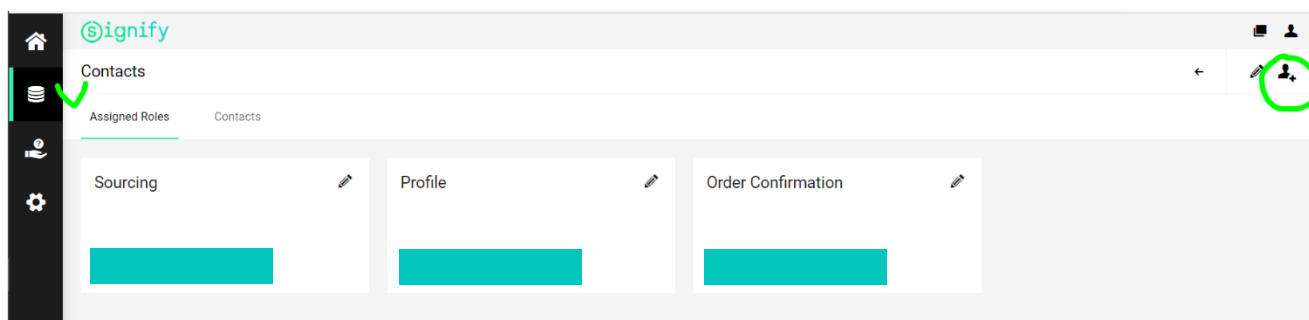 Signify
Contacts
Assigned Roles Contacts
Sourcing Profile Order Confirmation